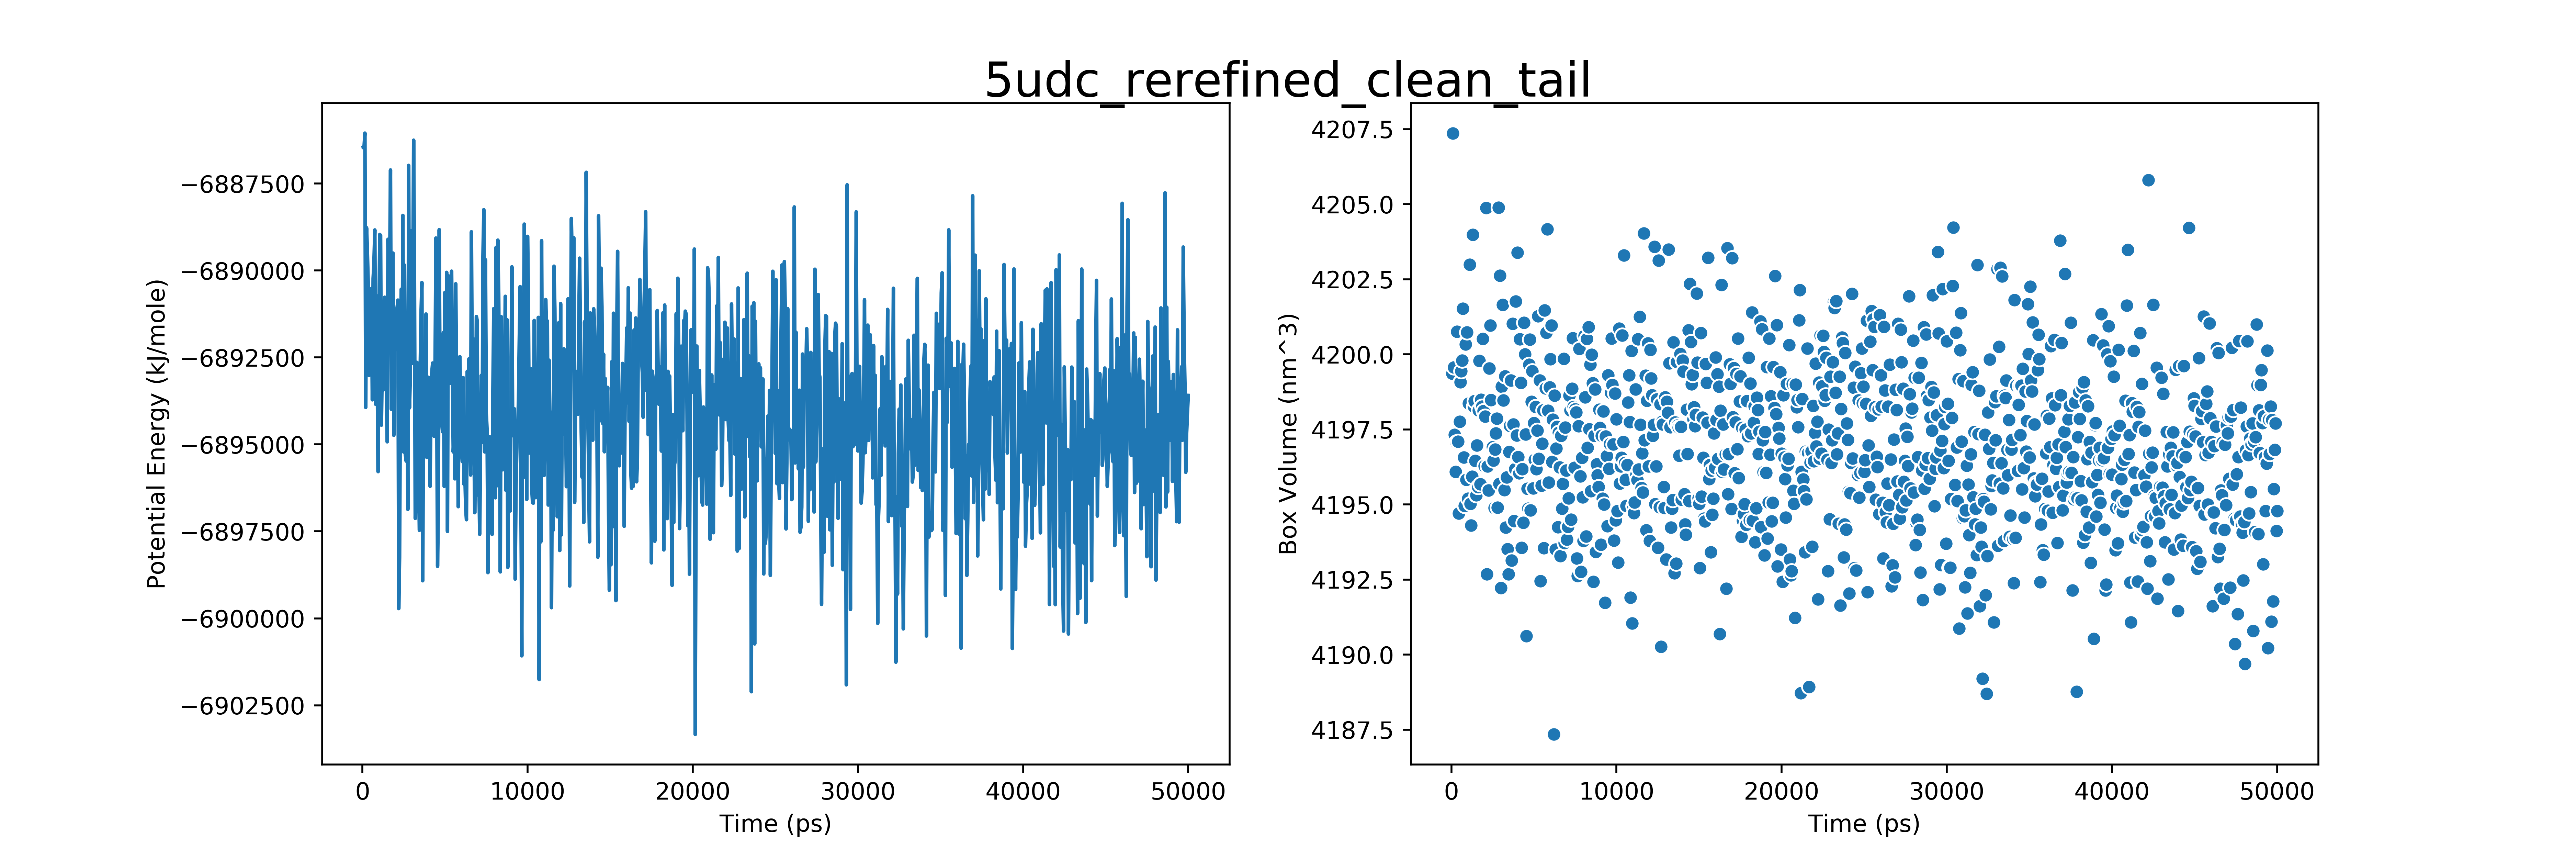 5udc_rerefined_clean_tail
Potential Energy (kJ/mole)
−6887500
−6890000
−6892500
−6895000
−6897500
−6900000
−6902500
0 10000 20000 30000 40000 50000
Time (ps)
Box Volume (nm^3)
4207.5
4205.0
4202.5
4200.0
4197.5
4195.0
4192.5
4190.0
4187.5
0 10000 20000 30000 40000 50000
Time (ps)